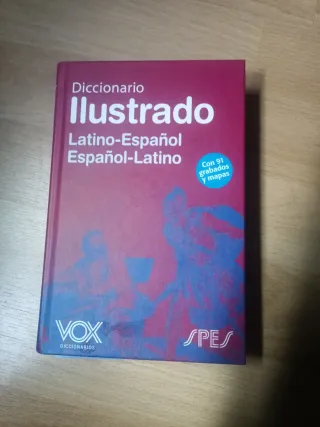 Diccionario
Ilustrado
Latino-Español
Español-Latino
Con 91
grabados
y mapas
VOX
DICCIONARIOS
SPES